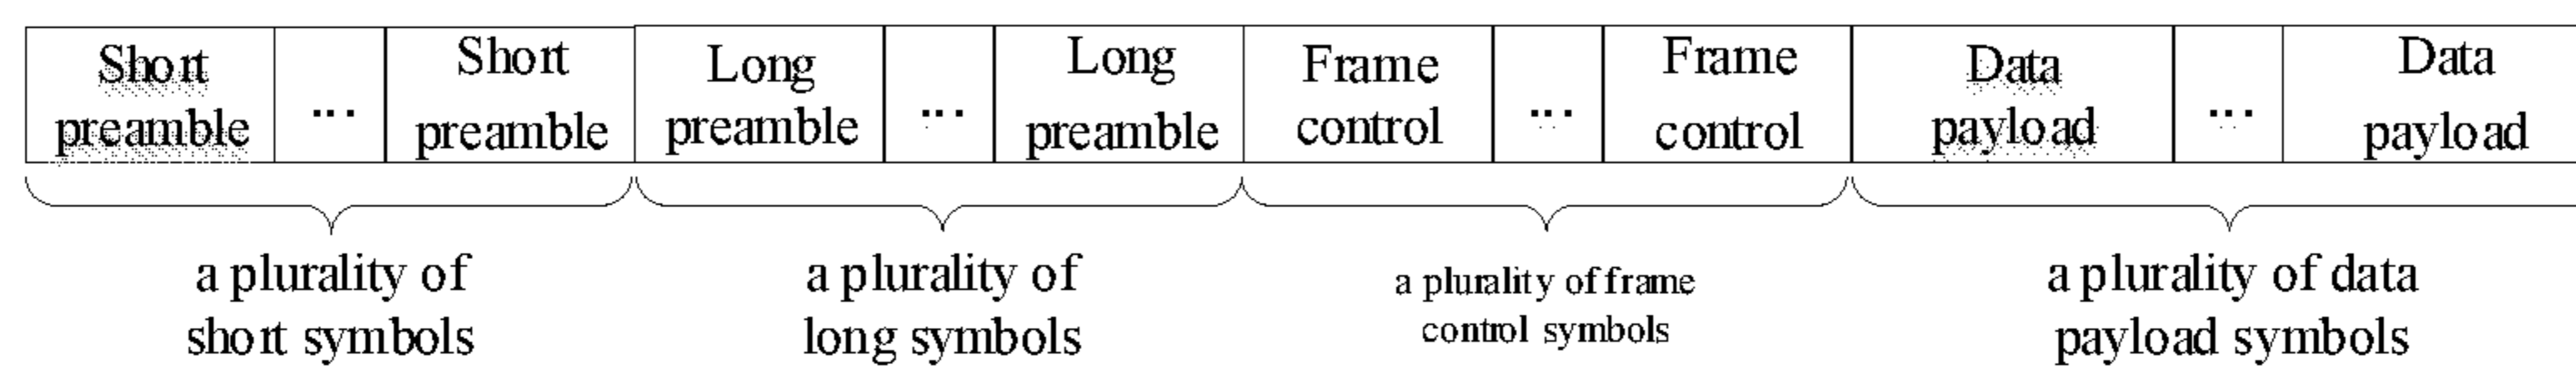 Short
preamble
...
Short
preamble
Long
preamble
...
Long
preamble
Frame
control
...
Frame
control
Data
payload
...
Data
payload
a plurality of
short symbols
a plurality of
long symbols
a plurality of frame
control symbols
a plurality of data
payload symbols